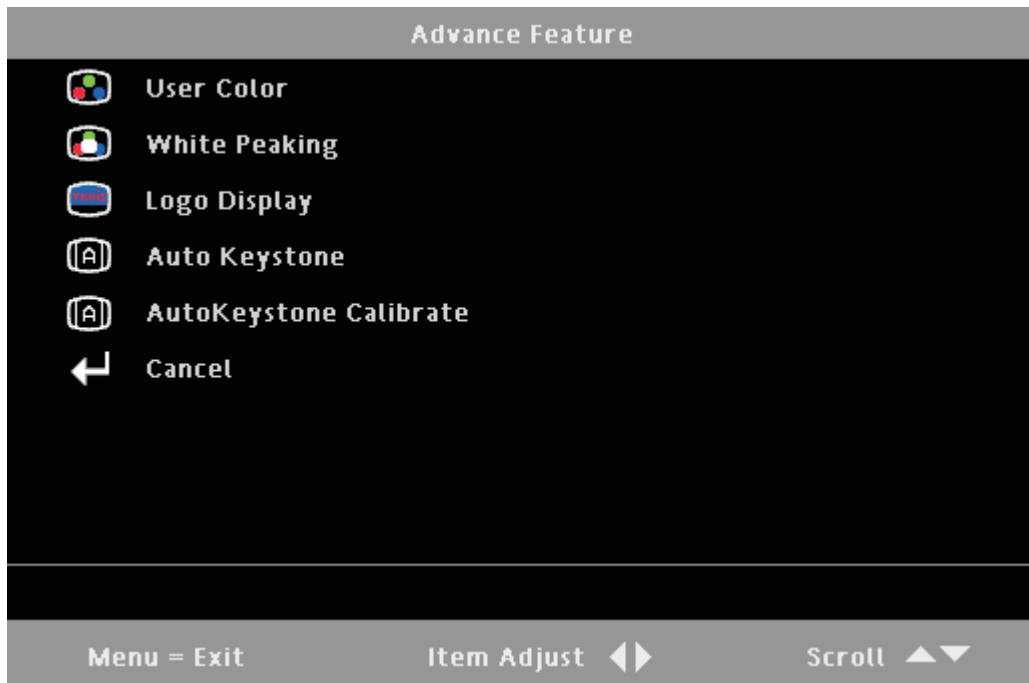 Advance Feature
User Color
White Peaking
Logo Display
A Auto Keystone
A AutoKeystone Calibrate
Cancel
Menu = Exit Item Adjust Scroll